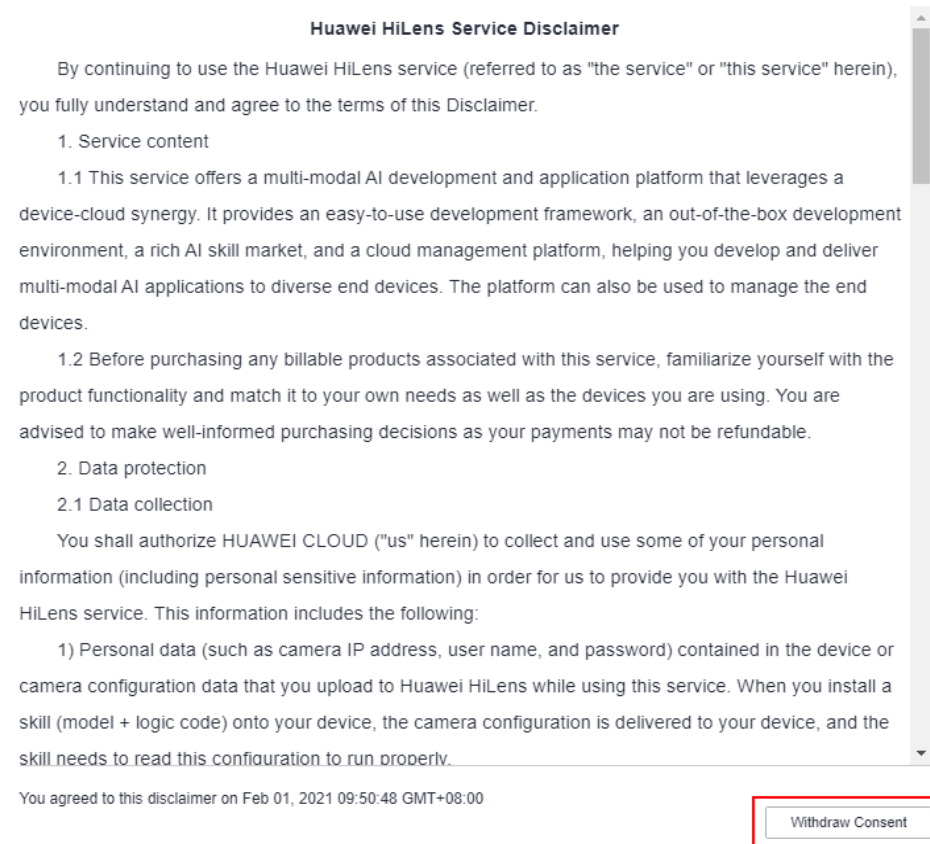 Huawei HiLens Service Disclaimer
By continuing to use the Huawei HiLens service (referred to as "the service" or "this service" herein),
you fully understand and agree to the terms of this Disclaimer.
1. Service content
1.1 This service offers a multi-modal AI development and application platform that leverages a
device-cloud synergy. It provides an easy-to-use development framework, an out-of-the-box development
environment, a rich AI skill market, and a cloud management platform, helping you develop and deliver
multi-modal AI applications to diverse end devices. The platform can also be used to manage the end
devices.
1.2 Before purchasing any billable products associated with this service, familiarize yourself with the
product functionality and match it to your own needs as well as the devices you are using. You are
advised to make well-informed purchasing decisions as your payments may not be refundable.
2. Data protection
2.1 Data collection
You shall authorize HUAWEI CLOUD ("us" herein) to collect and use some of your personal
information (including personal sensitive information) in order for us to provide you with the Huawei
HiLens service. This information includes the following:
1) Personal data (such as camera IP address, user name, and password) contained in the device or
camera configuration data that you upload to Huawei HiLens while using this service. When you install a
skill (model + logic code) onto your device, the camera configuration is delivered to your device, and the
skill needs to read this configuration to run properly.
You agreed to this disclaimer on Feb 01, 2021 09:50:48 GMT+08:00
Withdraw Consent